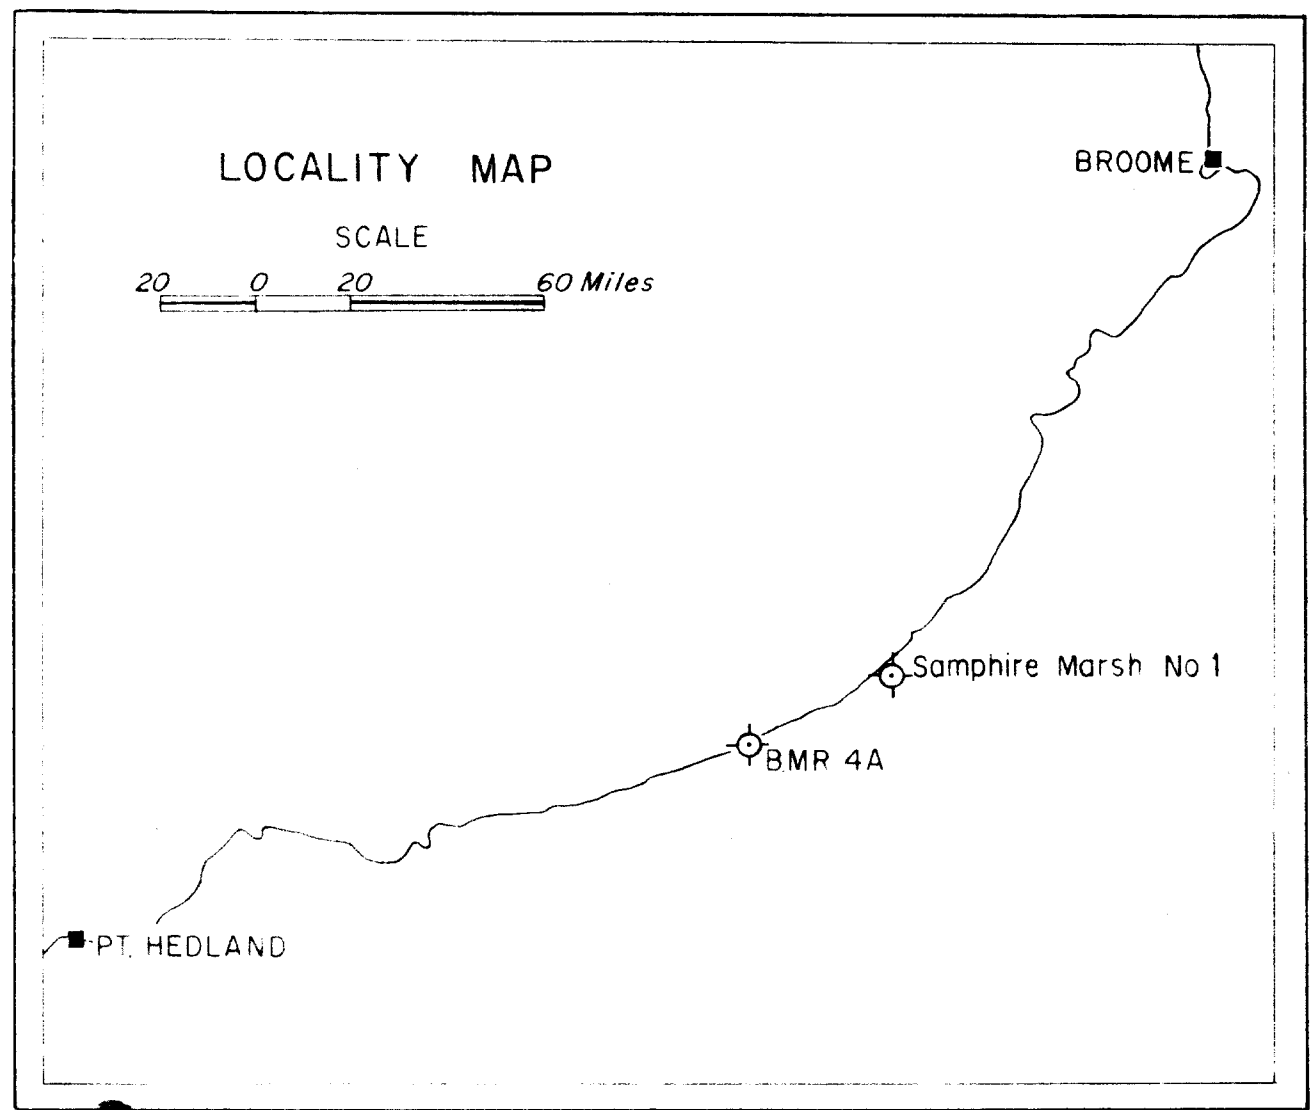 LOCALITY MAP
SCALE
20 0 20 60 Miles
BROOME
Samphire Marsh No 1
BMR 4A
PT. HEDLAND